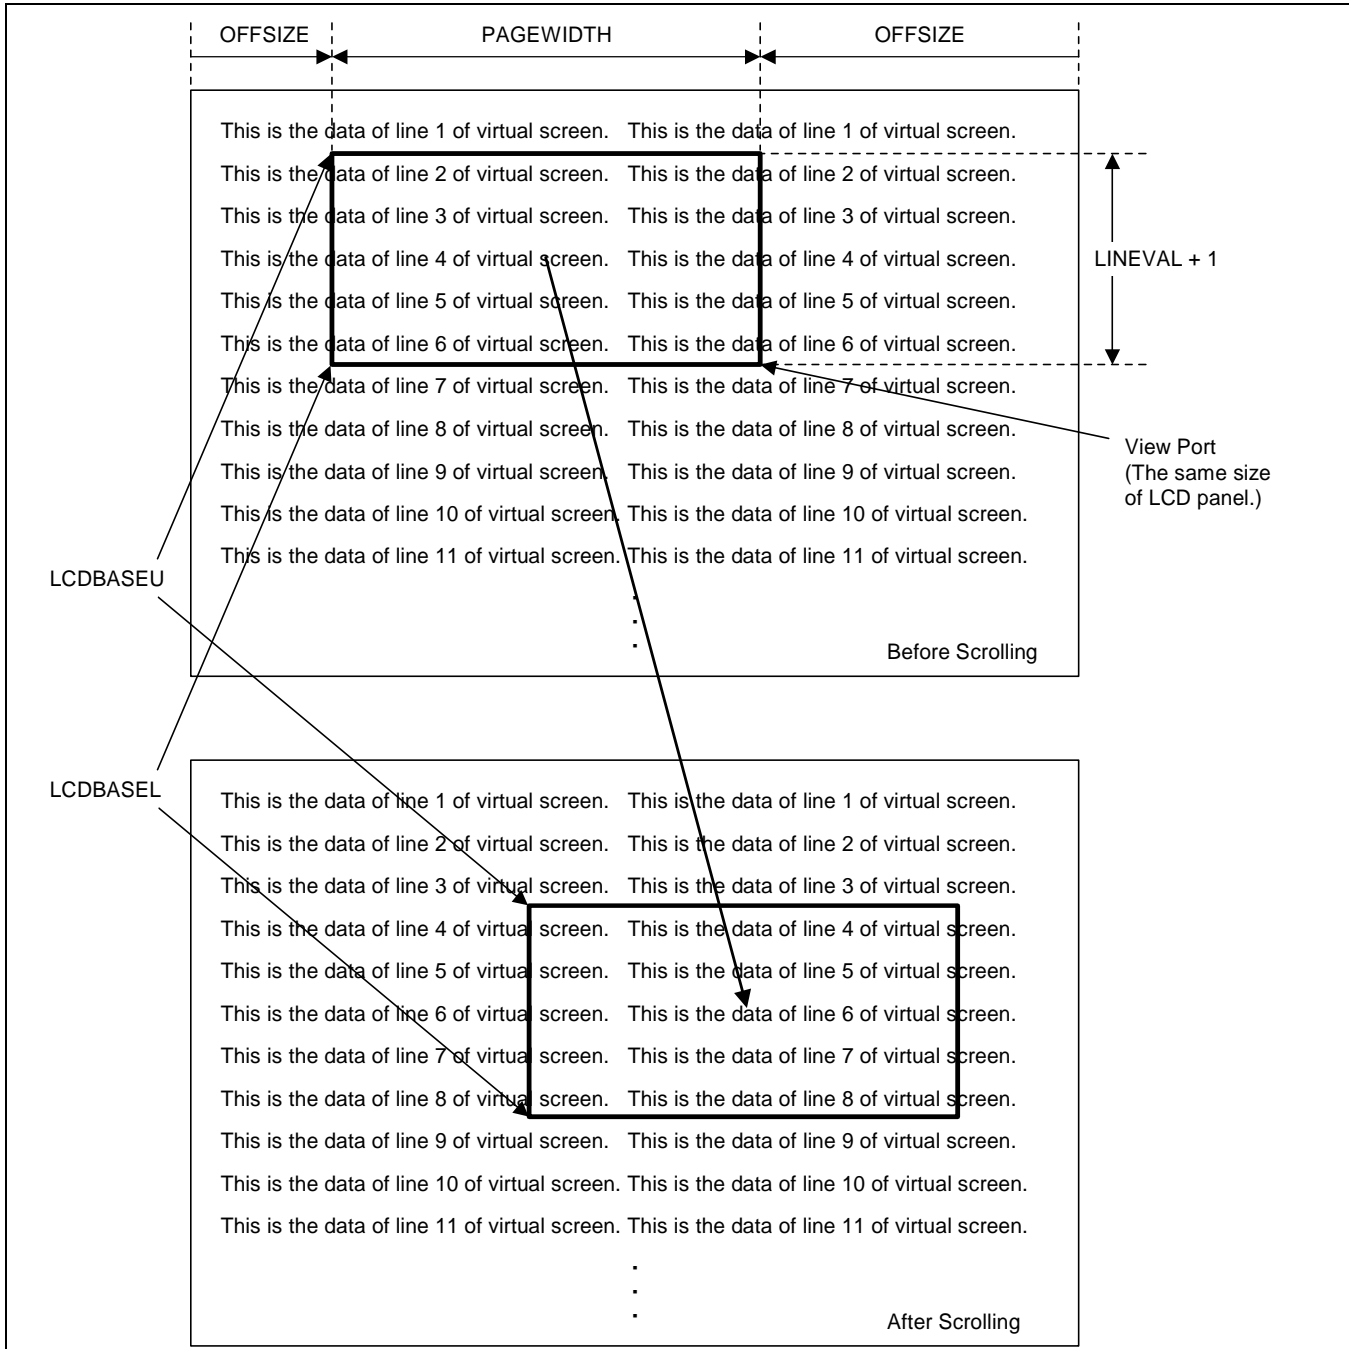 OFFSIZE PAGEWIDTH OFFSIZE
This is the data of line 1 of virtual screen. This is the data of line 1 of virtual screen.
This is the data of line 2 of virtual screen. This is the data of line 2 of virtual screen.
This is the data of line 3 of virtual screen. This is the data of line 3 of virtual screen.
This is the data of line 4 of virtual screen. This is the data of line 4 of virtual screen.
LINEVAL + 1
This is the data of line 5 of virtual screen. This is the data of line 5 of virtual screen.
This is the data of line 6 of virtual screen. This is the data of line 6 of virtual screen.
This is the data of line 7 of virtual screen. This is the data of line 7 of virtual screen.
This is the data of line 8 of virtual screen. This is the data of line 8 of virtual screen.
View Port
(The same size
of LCD panel.)
This is the data of line 9 of virtual screen. This is the data of line 9 of virtual screen.
This is the data of line 10 of virtual screen. This is the data of line 10 of virtual screen.
This is the data of line 11 of virtual screen. This is the data of line 11 of virtual screen.
LCDBASEU
.
.
.
Before Scrolling
LCDBASEL
This is the data of line 1 of virtual screen. This is the data of line 1 of virtual screen.
This is the data of line 2 of virtual screen. This is the data of line 2 of virtual screen.
This is the data of line 3 of virtual screen. This is the data of line 3 of virtual screen.
This is the data of line 4 of virtual screen. This is the data of line 4 of virtual screen.
This is the data of line 5 of virtual screen. This is the data of line 5 of virtual screen.
This is the data of line 6 of virtual screen. This is the data of line 6 of virtual screen.
This is the data of line 7 of virtual screen. This is the data of line 7 of virtual screen.
This is the data of line 8 of virtual screen. This is the data of line 8 of virtual screen.
This is the data of line 9 of virtual screen. This is the data of line 9 of virtual screen.
This is the data of line 10 of virtual screen. This is the data of line 10 of virtual screen.
This is the data of line 11 of virtual screen. This is the data of line 11 of virtual screen.
.
.
.
After Scrolling